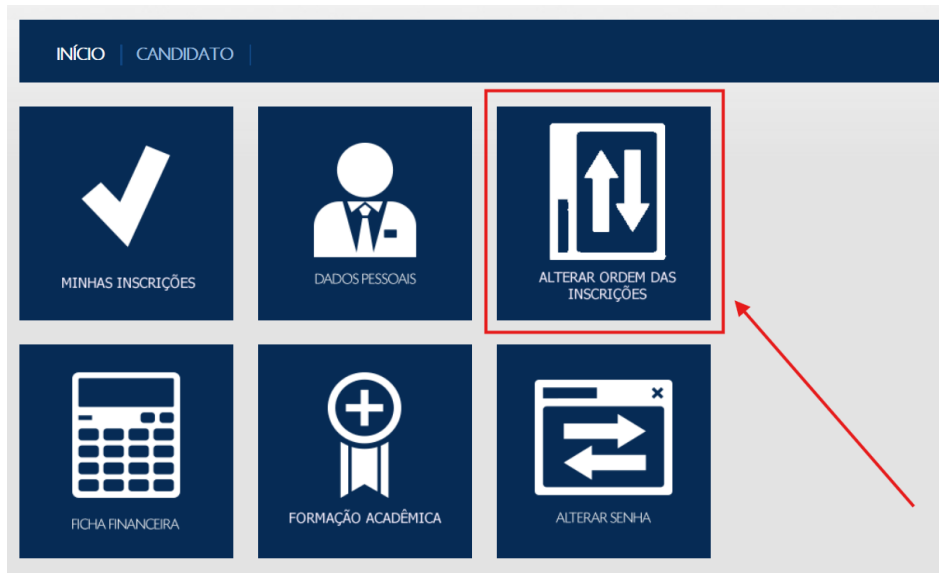 INÍCIO | CANDIDATO |
MINHAS INSCRIÇÕES
DADOS PESSOAIS
ALTERAR ORDEM DAS
INSCRIÇÕES
FICHA FINANCEIRA
FORMAÇÃO ACADÊMICA
ALTERAR SENHA